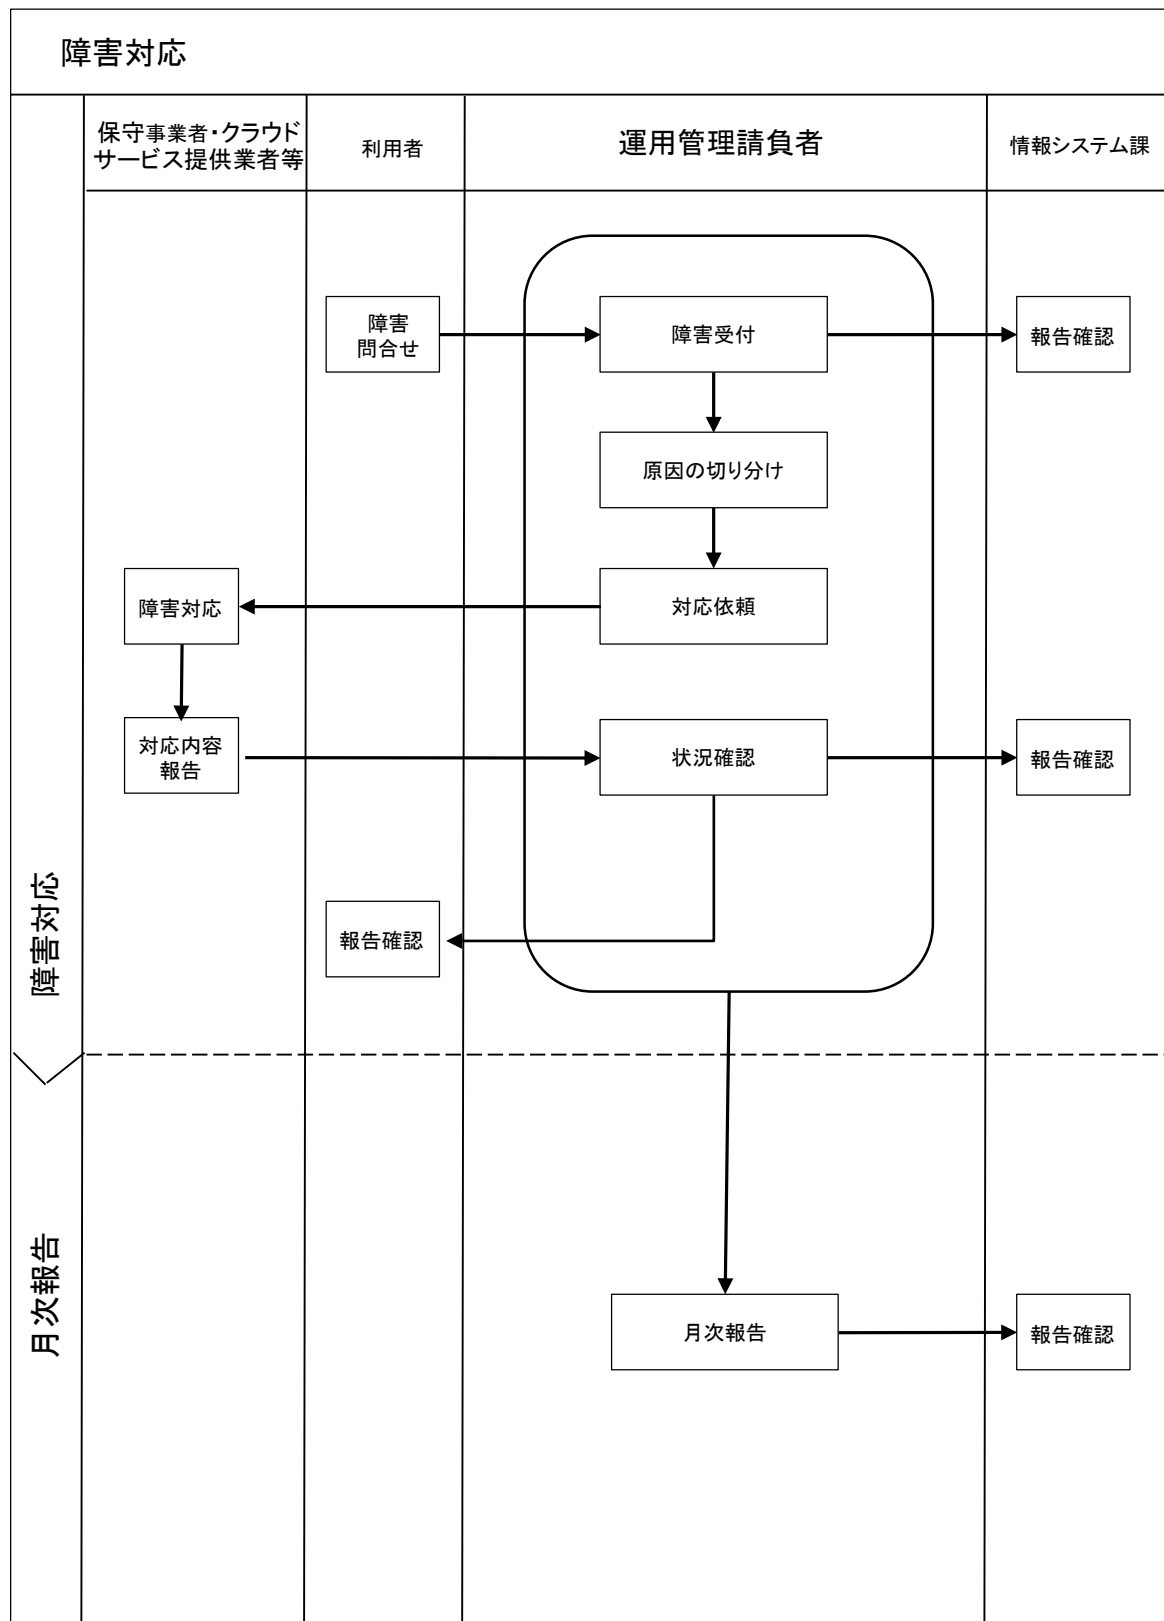 障害対応
保守事業者・クラウド
サービス提供業者等
利用者
運用管理請負者
情報システム課
障害
問合せ
障害受付
報告確認
原因の切り分け
障害対応
対応依頼
対応内容
報告
状況確認
報告確認
障害対応
報告確認
月次報告
月次報告
報告確認